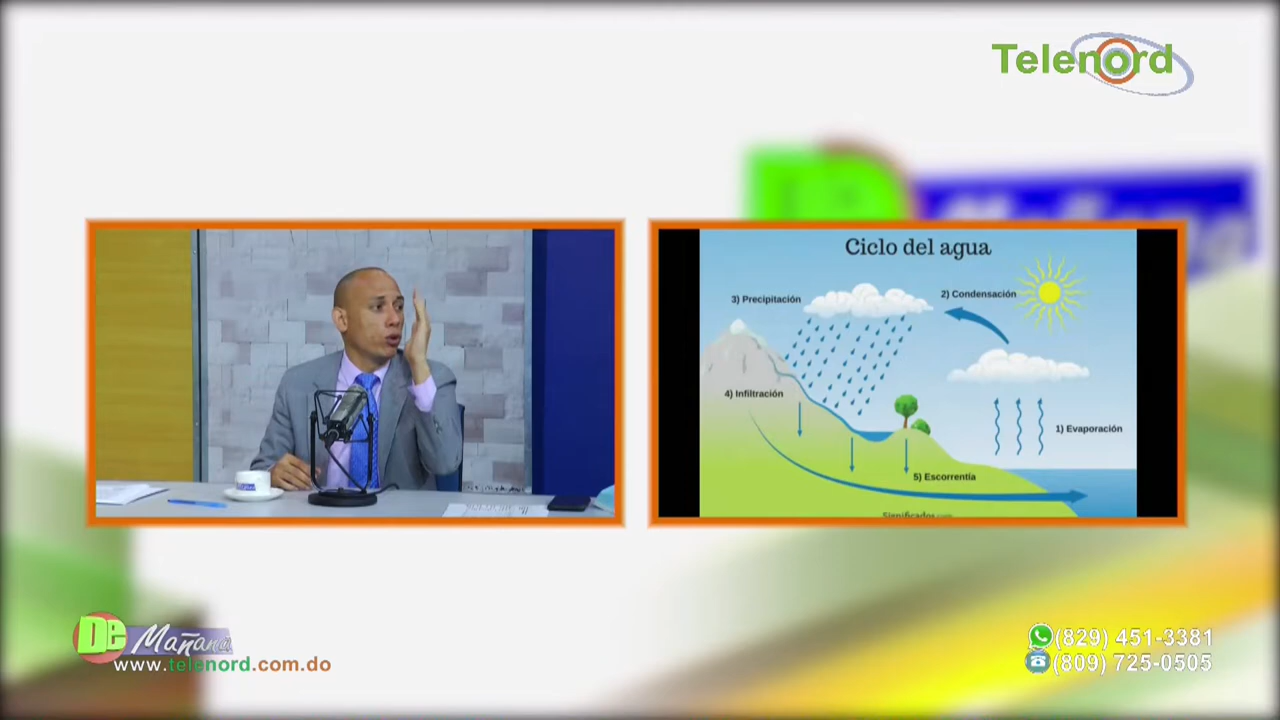 Telenord
Mañana
Ciclo del agua
2) Condensación
3) Precipitación
4) Infiltración
1) Evaporación
5) Escorrentía
De Mañana
www.telenord.com.do
(829) 451-3381
(809) 725-0505